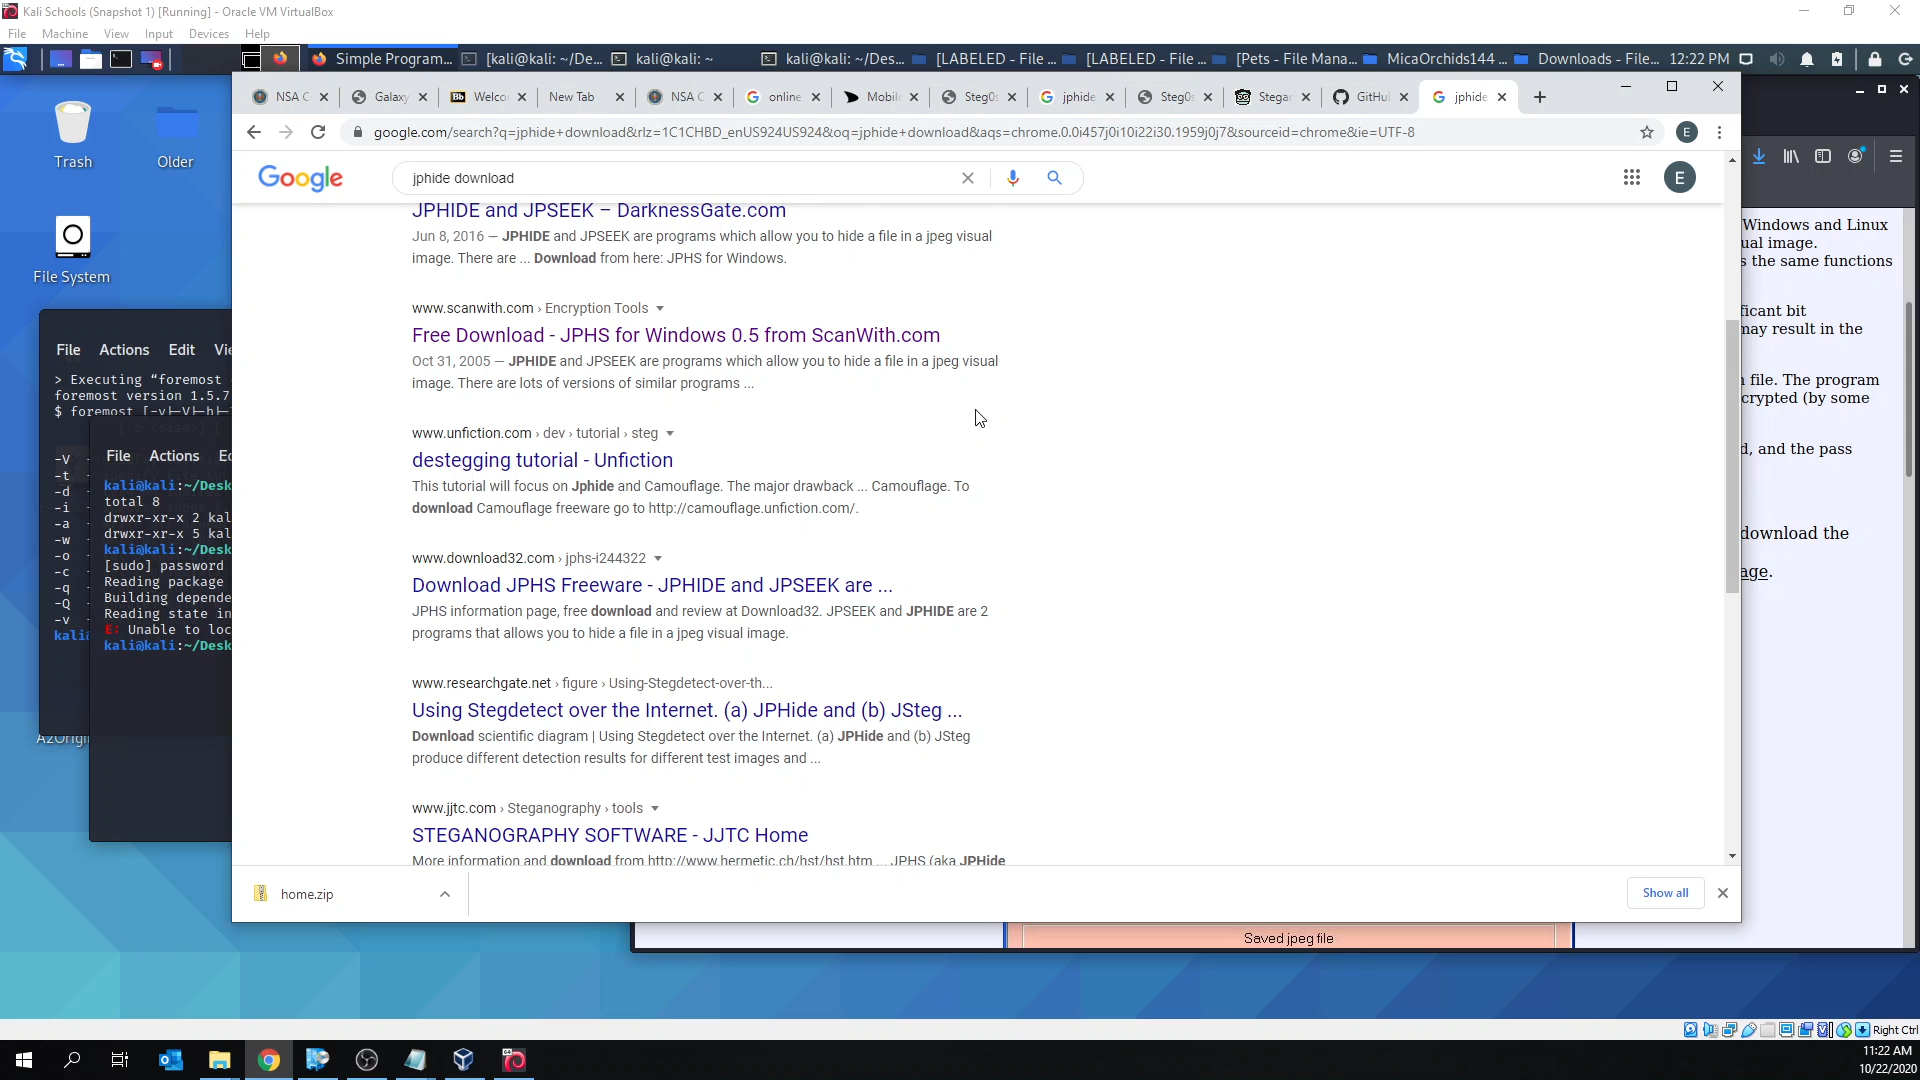 Kali Schools (Snapshot 1) [Running] - Oracle VM VirtualBox
File Machine View Input Devices Help
Simple Program... [kali@kali: ~/De... kali@kali: ~ kali@kali: ~/Des... [LABELED - File ... [LABELED - File ... [Pets - File Mana... MicaOrchids144 ... Downloads - File... 12:22 PM
NSA C Galaxy Bb Welco New Tab NSA C online Mobil Steg0s jphide Steg0s Stegar GitHu jphide
google.com/search?q=jphide+download&rlz=1C1CHBD_enUS924US924&oq=jphide+download&aqs=chrome.0.0i457j0i10i22i30.1959j0j7&sourceid=chrome&ie=UTF-8 E
Google jphide download E
Trash
Older
File System
JPHIDE and JPSEEK – DarknessGate.com
Jun 8, 2016 — JPHIDE and JPSEEK are programs which allow you to hide a file in a jpeg visual
image. There are ... Download from here: JPHS for Windows.
www.scanwith.com › Encryption Tools
Free Download - JPHS for Windows 0.5 from ScanWith.com
Oct 31, 2005 — JPHIDE and JPSEEK are programs which allow you to hide a file in a jpeg visual
image. There are lots of versions of similar programs ...
www.unfiction.com › dev › tutorial › steg
destegging tutorial - Unfiction
This tutorial will focus on Jphide and Camouflage. The major drawback ... Camouflage. To
download Camouflage freeware go to http://camouflage.unfiction.com/.
www.download32.com › jphs-i244322
Download JPHS Freeware - JPHIDE and JPSEEK are ...
JPHS information page, free download and review at Download32. JPSEEK and JPHIDE are 2
programs that allows you to hide a file in a jpeg visual image.
www.researchgate.net › figure › Using-Stegdetect-over-th...
Using Stegdetect over the Internet. (a) JPHide and (b) JSteg ...
Download scientific diagram | Using Stegdetect over the Internet. (a) JPHide and (b) JSteg
produce different detection results for different test images and ...
www.jjtc.com › Steganography › tools
STEGANOGRAPHY SOFTWARE - JJTC Home
More information and download from http://www.hermetic.ch/hst/hst.htm ... JPHS (aka JPHide
File Actions Edit Vie
> Executing “foremost
foremost version 1.5.7
$ foremost [-v|-V|-h|-
-V
-t
-d
-i
-a
-w
-o
-c
-q
-Q
-v
kali
File Actions Ed
kali@kali:~/Desk
total 8
drwxr-xr-x 2 kal
drwxr-xr-x 5 kal
kali@kali:~/Desk
[sudo] password
Reading package
Building depende
Reading state in
E: Unable to loc
kali@kali:~/Desk
Windows and Linux
ual image.
s the same functions
ficant bit
may result in the
n file. The program
crypted (by some
d, and the pass
download the
age.
home.zip
Show all
Saved jpeg file
Right Ctrl
11:22 AM
10/22/2020